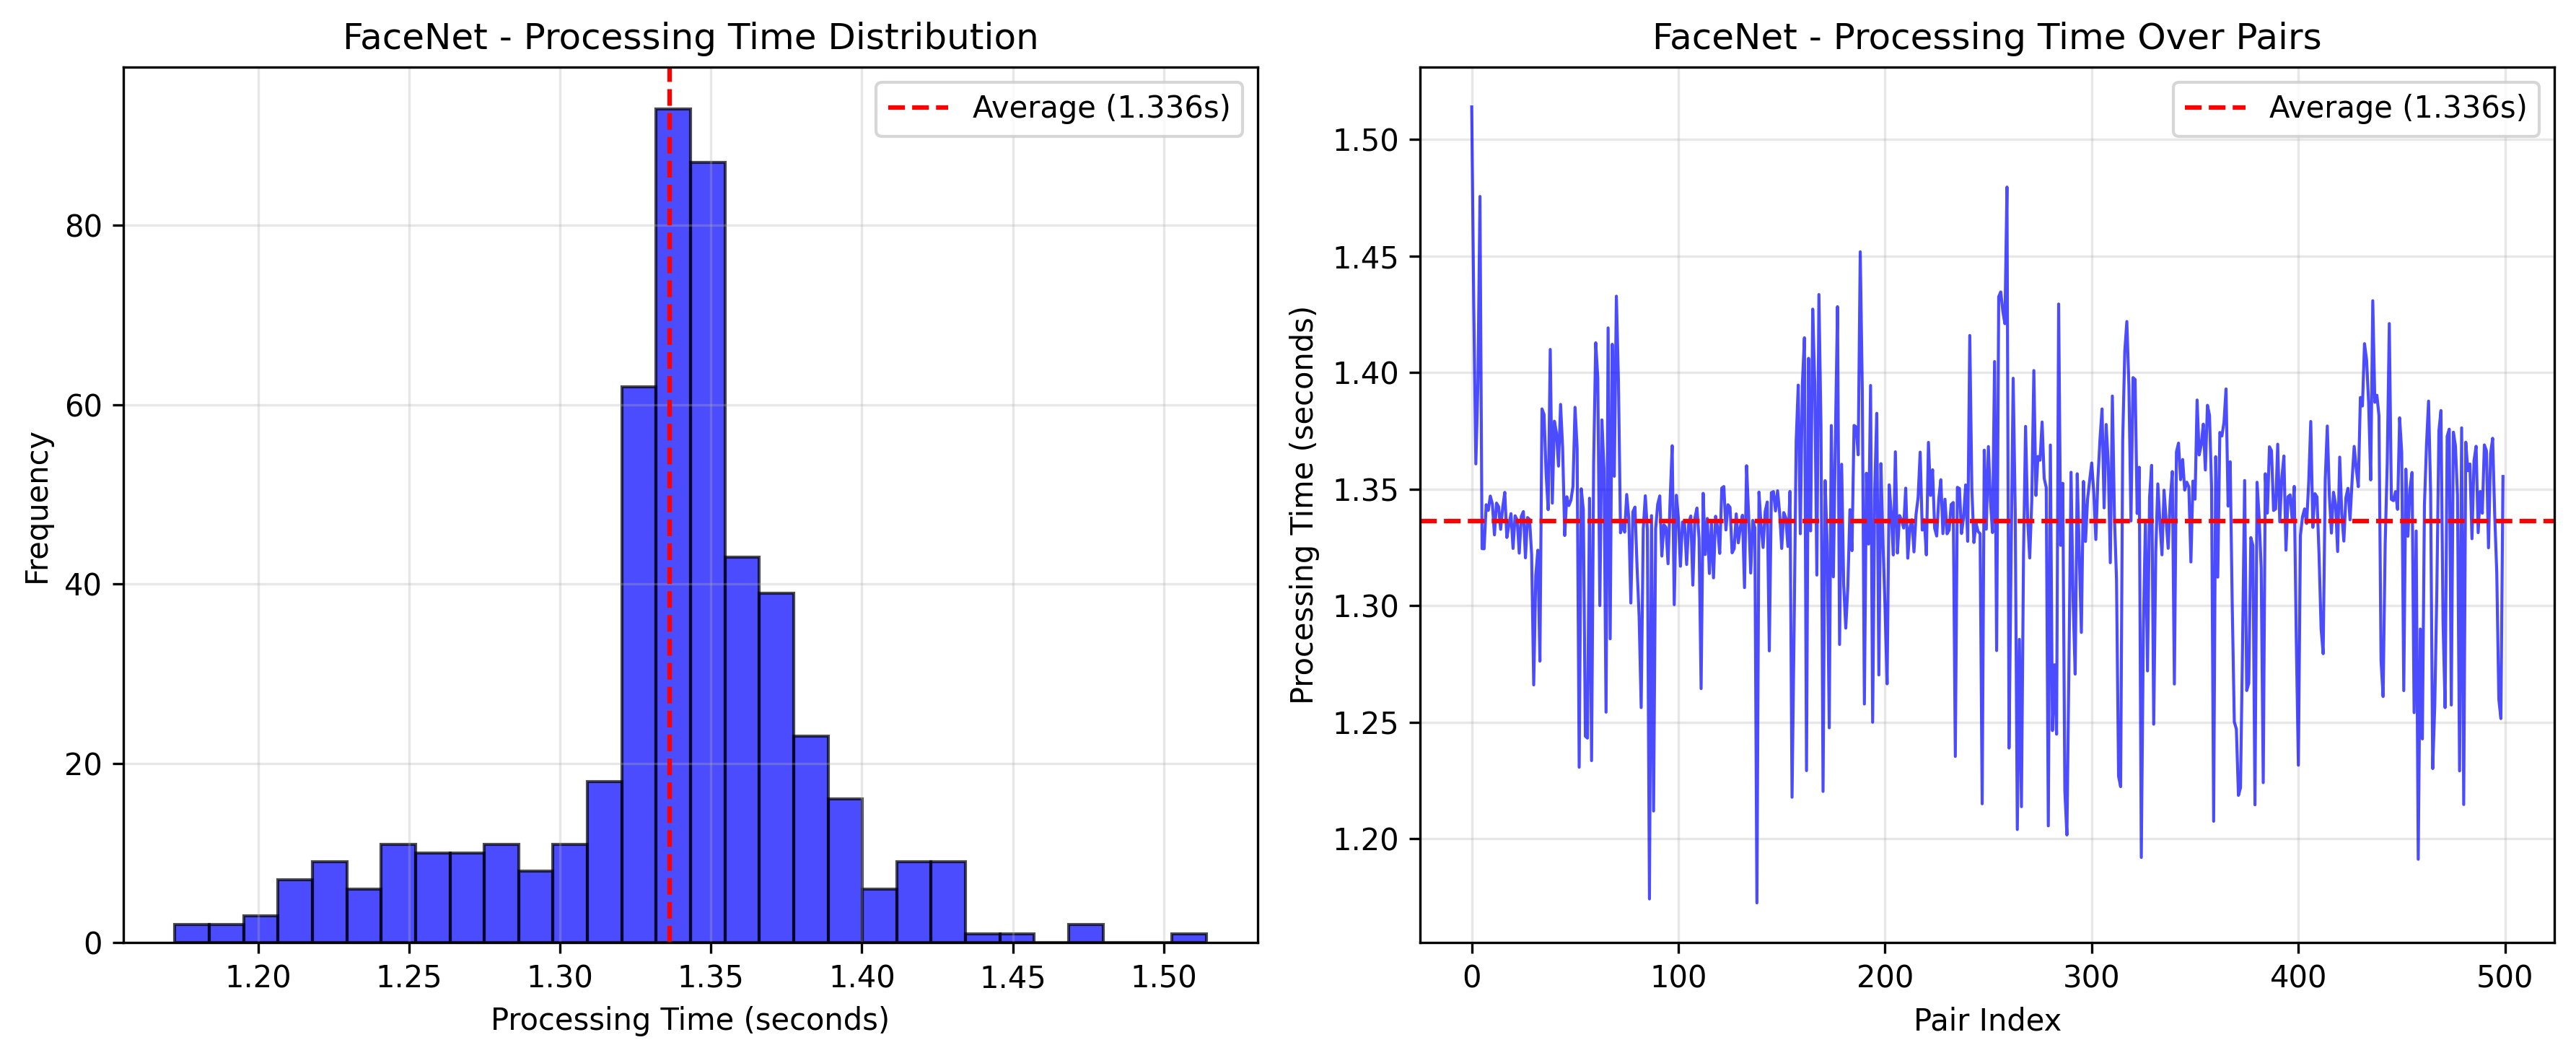 FaceNet - Processing Time Distribution
Average (1.336s)
Frequency
80
60
40
20
0
1.20 1.25 1.30 1.35 1.40 1.45 1.50
Processing Time (seconds)
FaceNet - Processing Time Over Pairs
Average (1.336s)
Processing Time (seconds)
1.50
1.45
1.40
1.35
1.30
1.25
1.20
0 100 200 300 400 500
Pair Index